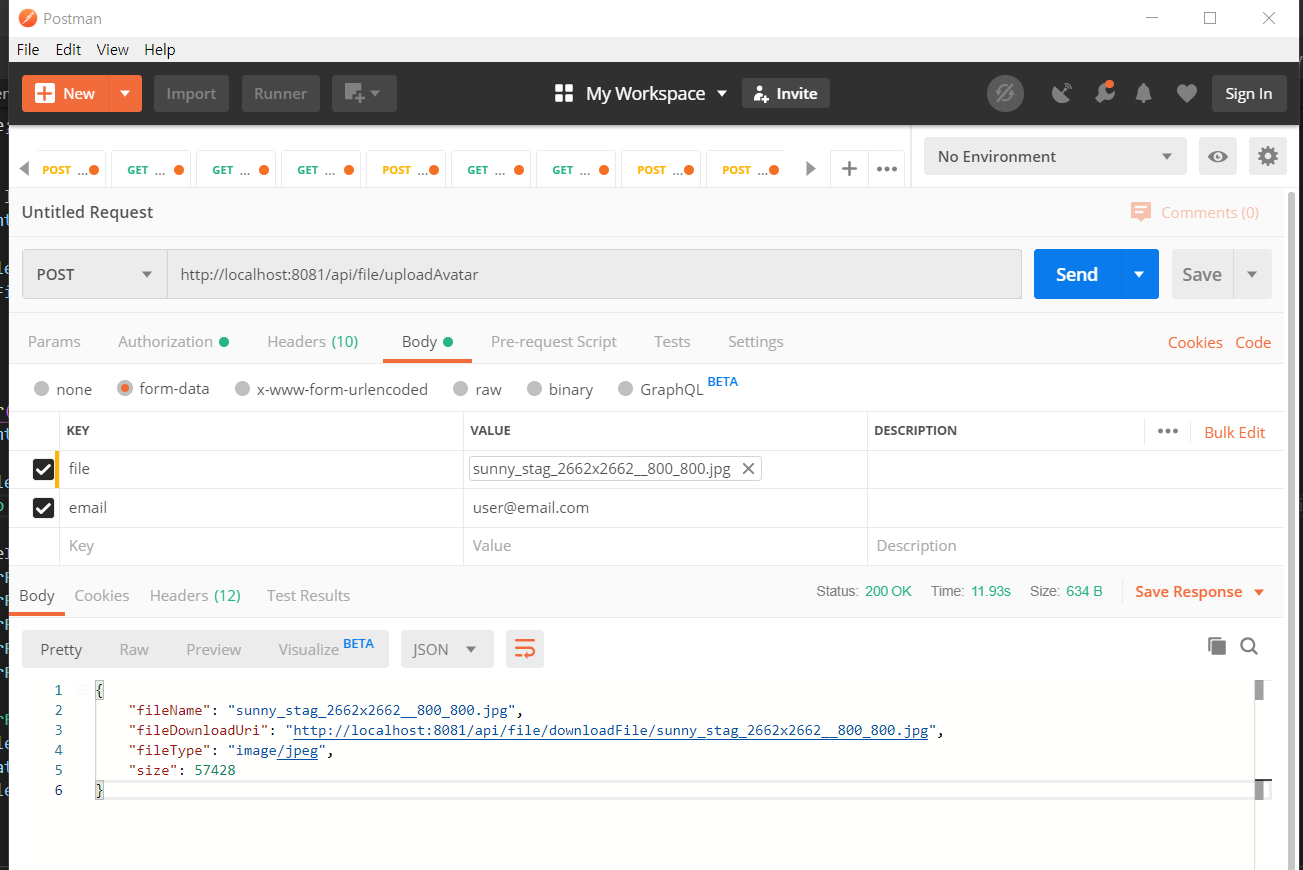 Postman
File Edit View Help
New Import Runner My Workspace Invite Sign In
POST ... GET ... GET ... GET ... POST ... GET ... GET ... POST ... POST ... No Environment
Untitled Request Comments (0)
POST http://localhost:8081/api/file/uploadAvatar Send Save
Params Authorization Headers (10) Body Pre-request Script Tests Settings Cookies Code
none form-data x-www-form-urlencoded raw binary GraphQL BETA
KEY VALUE DESCRIPTION ••• Bulk Edit
file sunny_stag_2662x2662__800_800.jpg
email user@email.com
Key Value Description
Body Cookies Headers (12) Test Results Status: 200 OK Time: 11.93s Size: 634 B Save Response
Pretty Raw Preview Visualize BETA JSON
1 {
2 "fileName": "sunny_stag_2662x2662__800_800.jpg",
3 "fileDownloadUri": "http://localhost:8081/api/file/downloadFile/sunny_stag_2662x2662__800_800.jpg",
4 "fileType": "image/jpeg",
5 "size": 57428
6 }